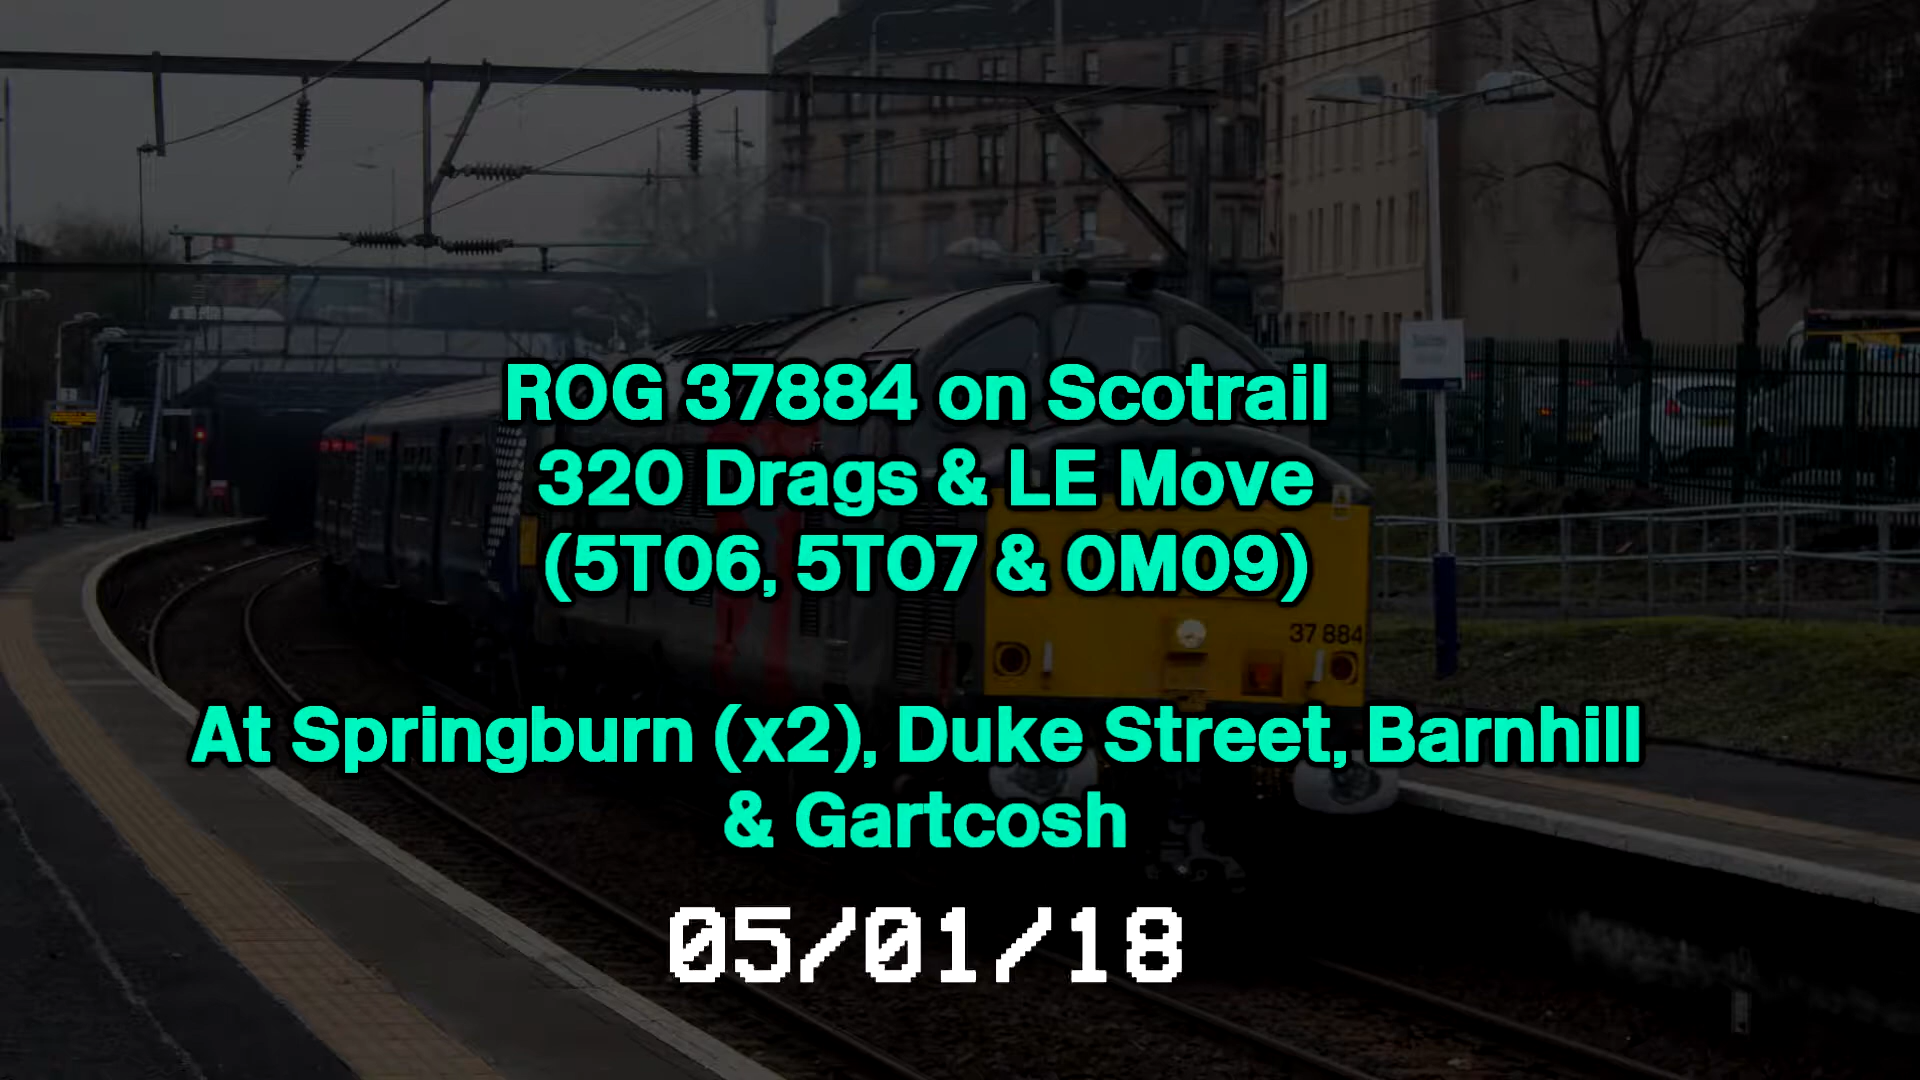 ROG 37884 on Scotrail
320 Drags & LE Move
(5T06, 5T07 & 0M09)
37 884
At Springburn (x2), Duke Street, Barnhill
& Gartcosh
05/01/18